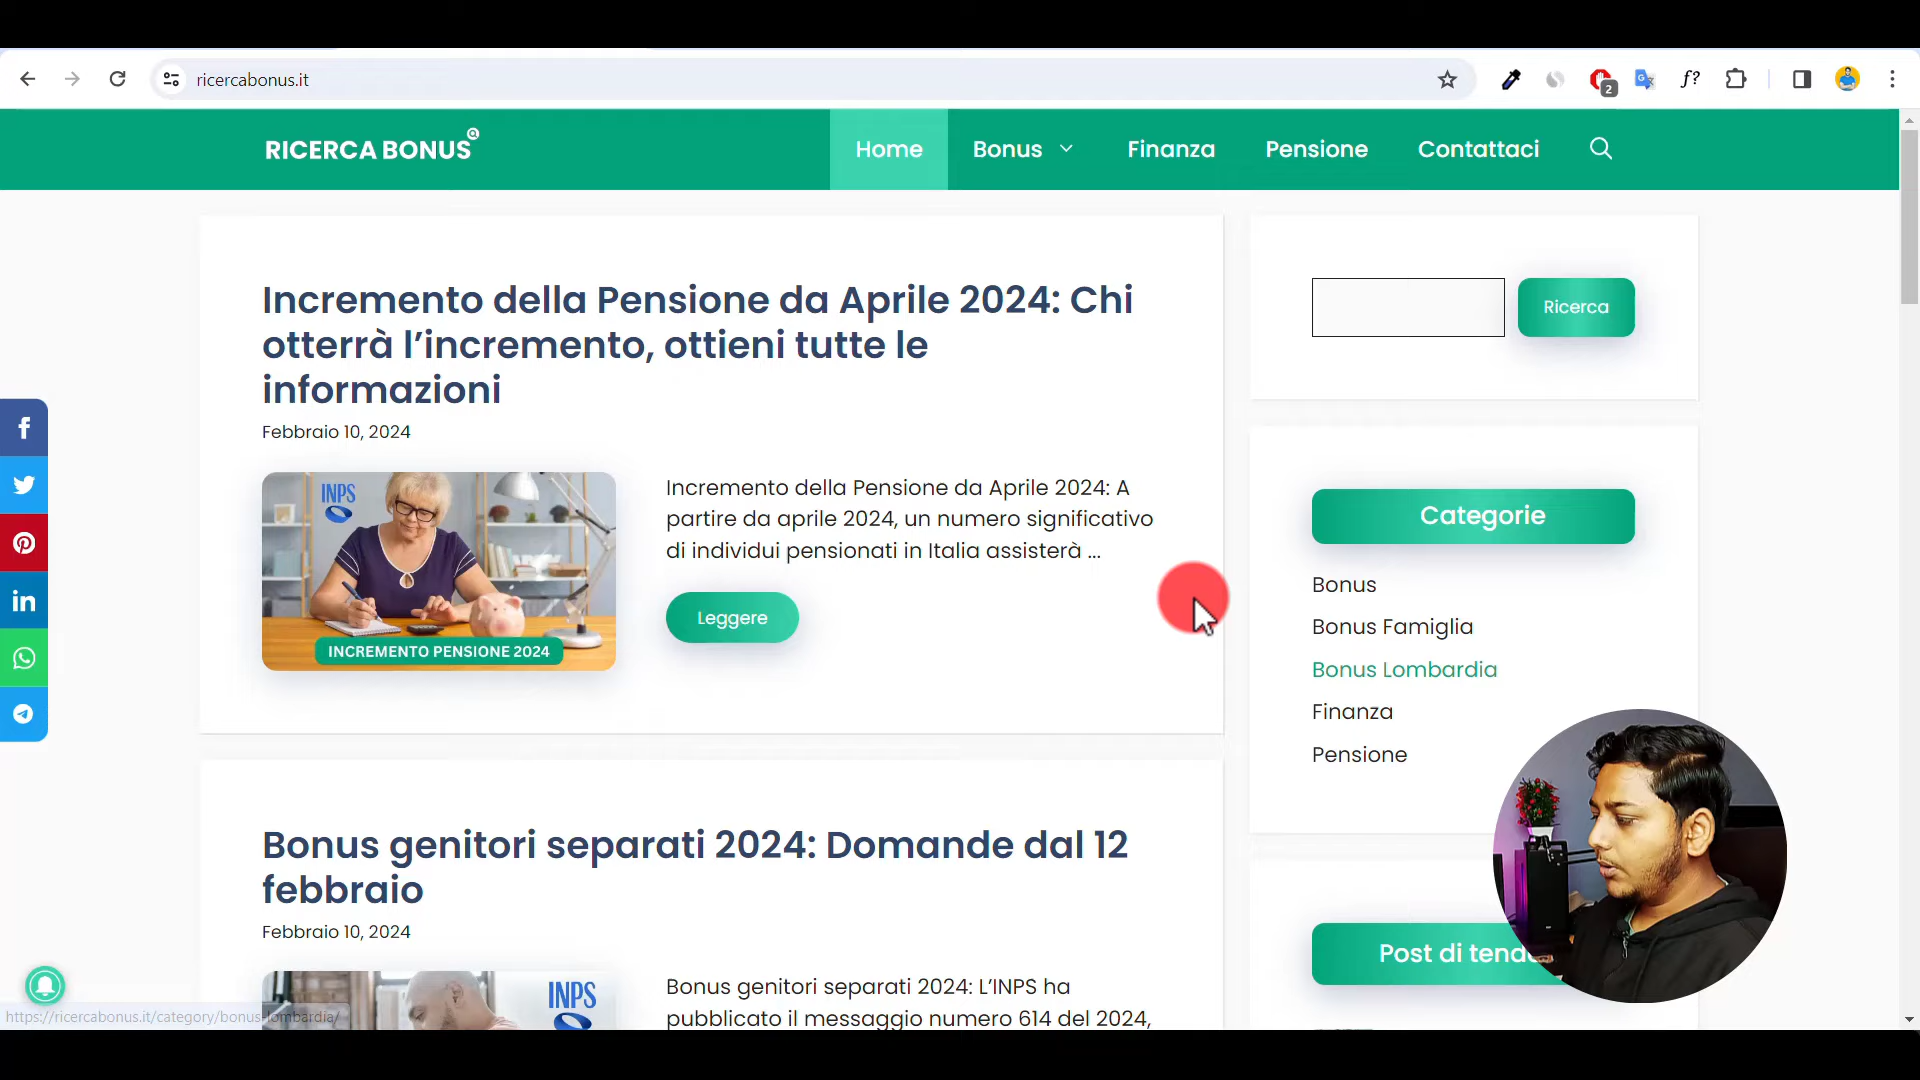 ricercabonus.it
2
f?
RICERCA BONUS
Home
Bonus
Finanza
Pensione
Contattaci
Incremento della Pensione da Aprile 2024: Chi
otterrà l’incremento, ottieni tutte le
informazioni
Febbraio 10, 2024
INPS
INCREMENTO PENSIONE 2024
Incremento della Pensione da Aprile 2024: A
partire da aprile 2024, un numero significativo
di individui pensionati in Italia assisterà ...
Leggere
Bonus genitori separati 2024: Domande dal 12
febbraio
Febbraio 10, 2024
INPS
Bonus genitori separati 2024: L’INPS ha
pubblicato il messaggio numero 614 del 2024,
Ricerca
Categorie
Bonus
Bonus Famiglia
Bonus Lombardia
Finanza
Pensione
Post di
https://ricercabonus.it/category/bonus-lombardia/